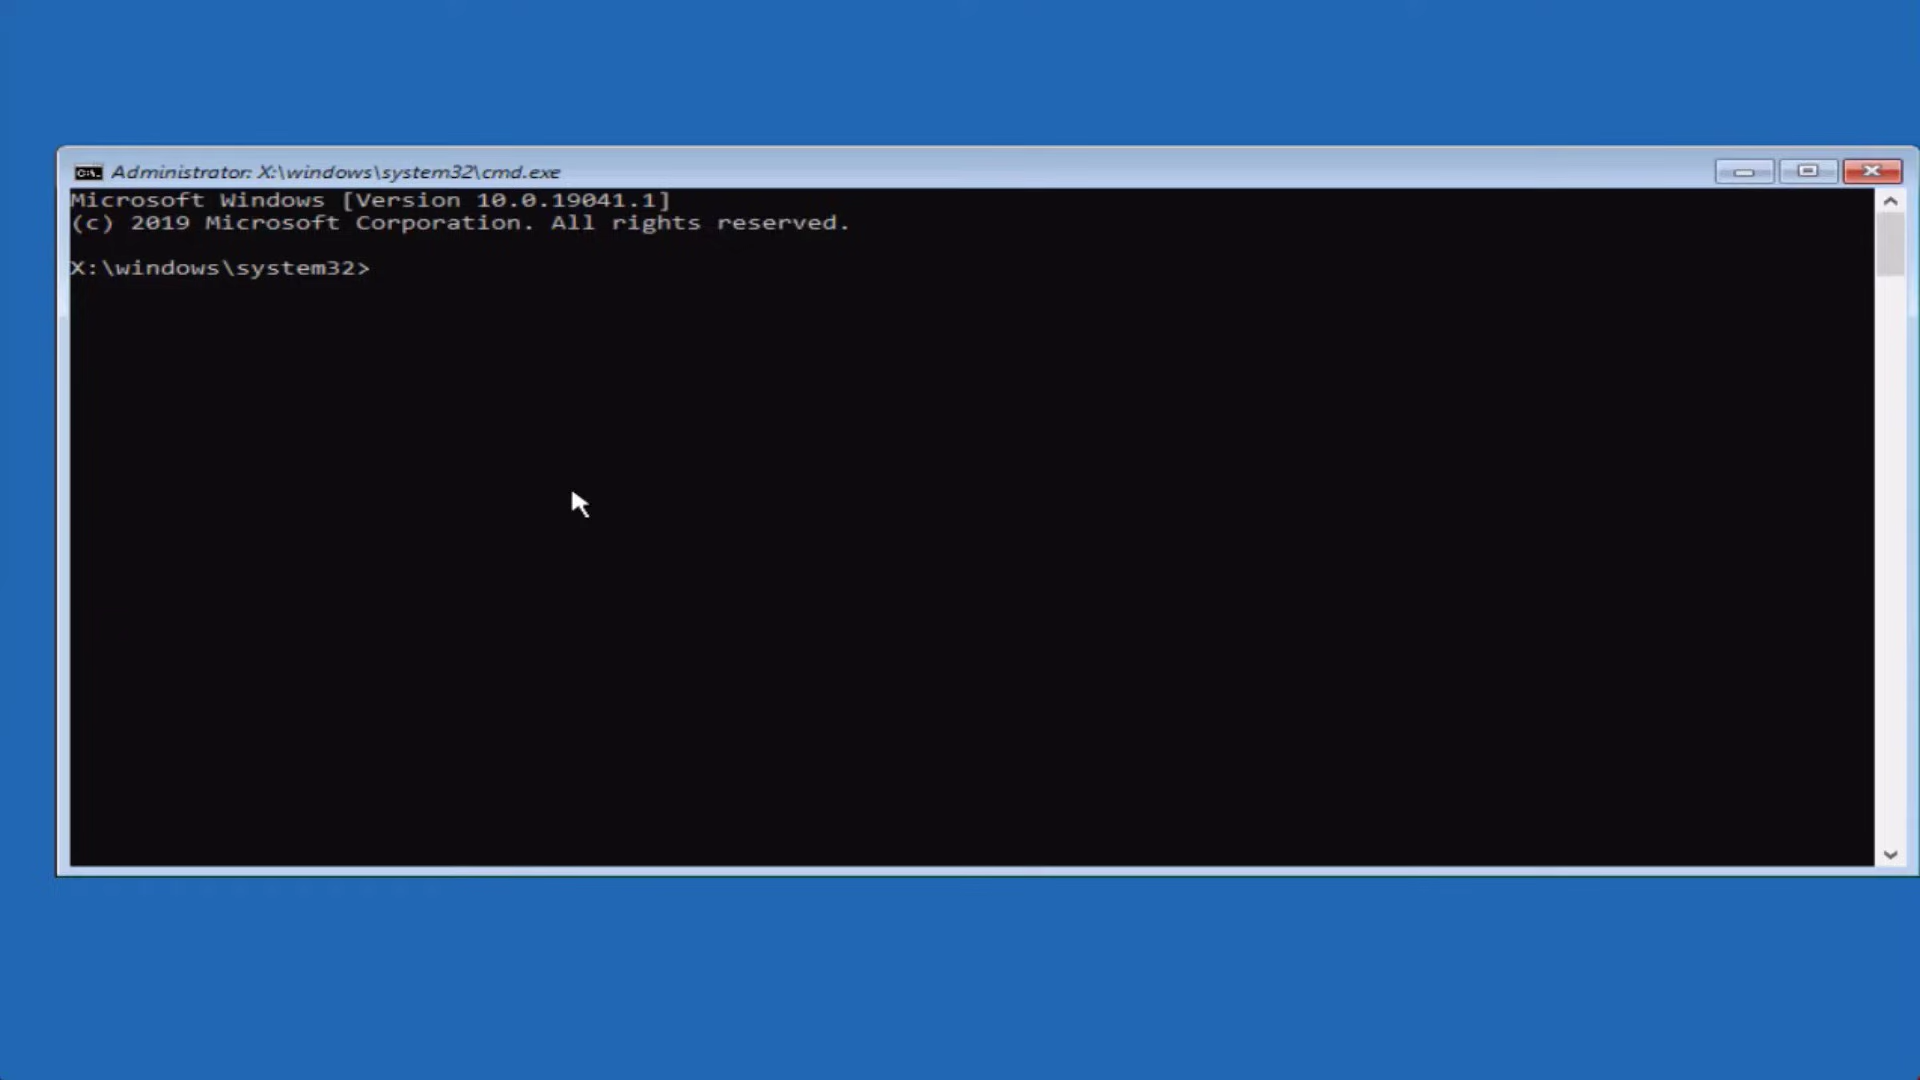 Administrator: X:\windows\system32\cmd.exe
Microsoft Windows [Version 10.0.19041.1]
(c) 2019 Microsoft Corporation. All rights reserved.
X:\windows\system32>